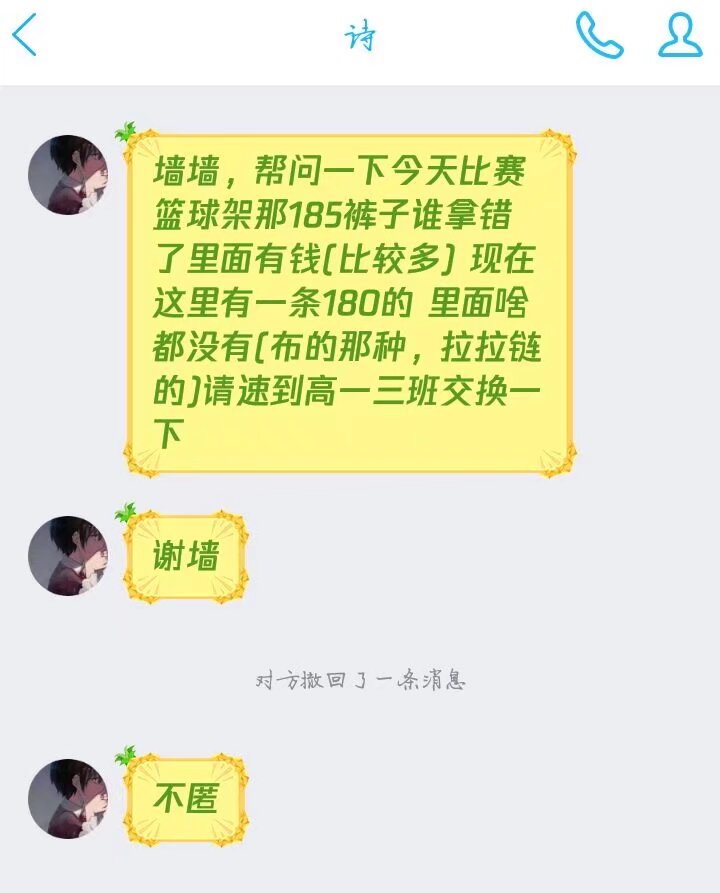 诗
墙墙，帮问一下今天比赛
篮球架那185裤子谁拿错
了里面有钱(比较多) 现在
这里有一条180的 里面啥
都没有(布的那种，拉拉链
的)请速到高一三班交换一
下
谢墙
对方撤回了一条消息
不匿